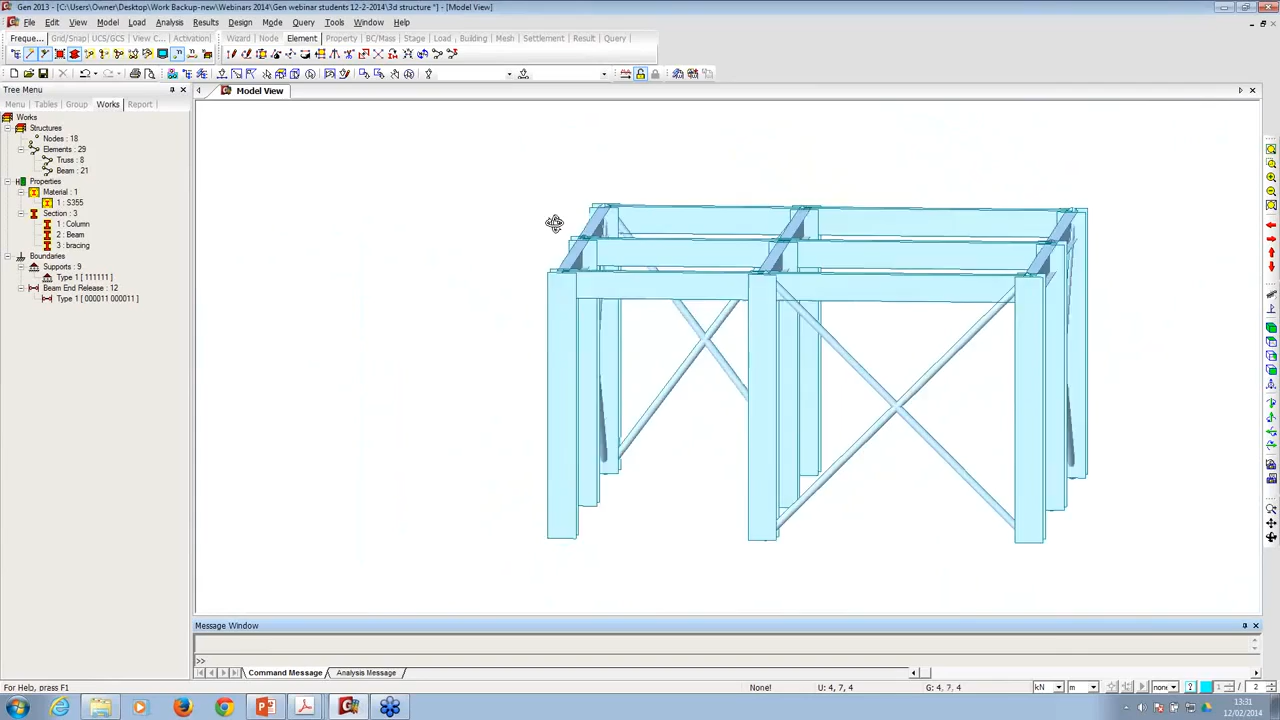 Gen 2013 - [C:\Users\Owner\Desktop\Work Backup-new\Webinars 2014\Gen webinar students 12-2-2014\3d structure *] - [Model View]
File Edit View Model Load Analysis Results Design Mode Query Tools Window Help
Freque... Grid/Snap UCS/GCS View C... Activation Wizard Node Element Property BC/Mass Stage Load Building Mesh Settlement Result Query
Tree Menu
Model View
Menu Tables Group Works Report
Works
Structures
Nodes : 18
Elements : 29
Truss : 8
Beam : 21
Properties
Material : 1
1 : S355
Section : 3
1 : Column
2 : Beam
3 : bracing
Boundaries
Supports : 9
Type 1 [ 111111 ]
Beam End Release : 12
Type 1 [ 000011 000011 ]
Message Window
>>
Command Message Analysis Message
For Help, press F1
None!
U: 4, 7, 4
G: 4, 7, 4
kN
m
none
1
/ 2
13:31
12/02/2014